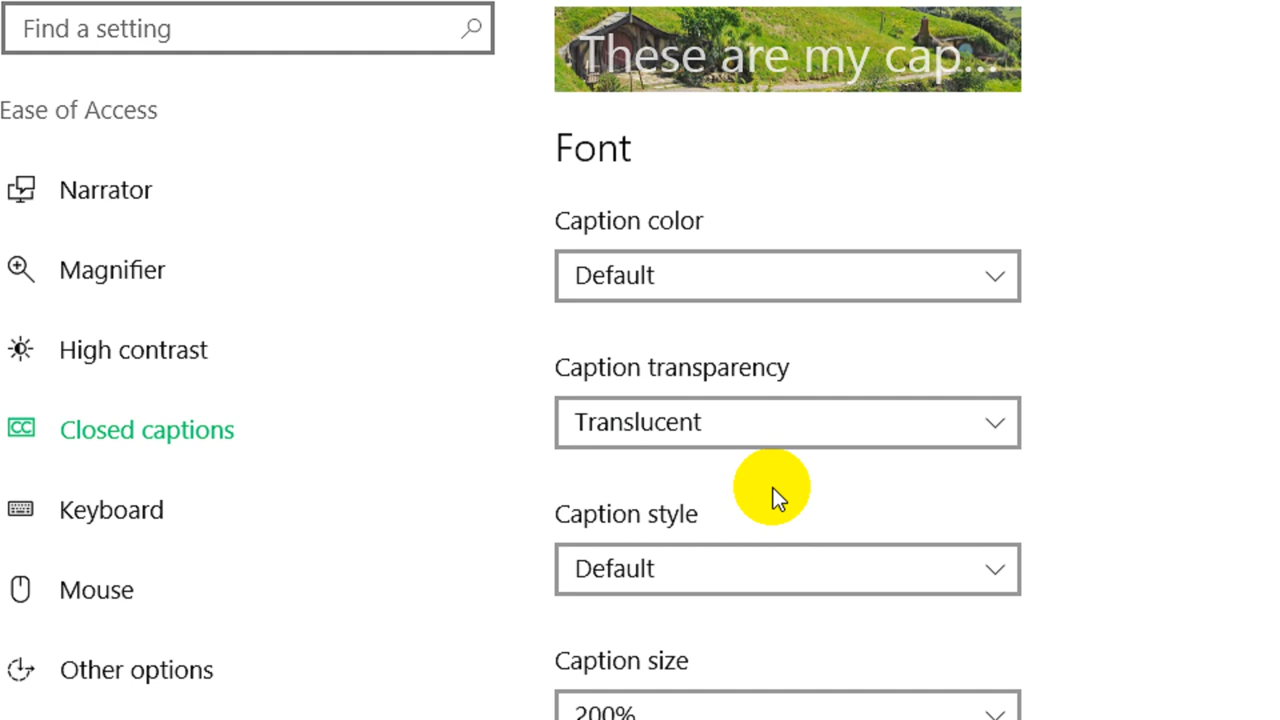 Find a setting
Ease of Access
Narrator
Magnifier
High contrast
CC Closed captions
Keyboard
Mouse
Other options
These are my cap...
Font
Caption color
Default
Caption transparency
Translucent
Caption style
Default
Caption size
200%